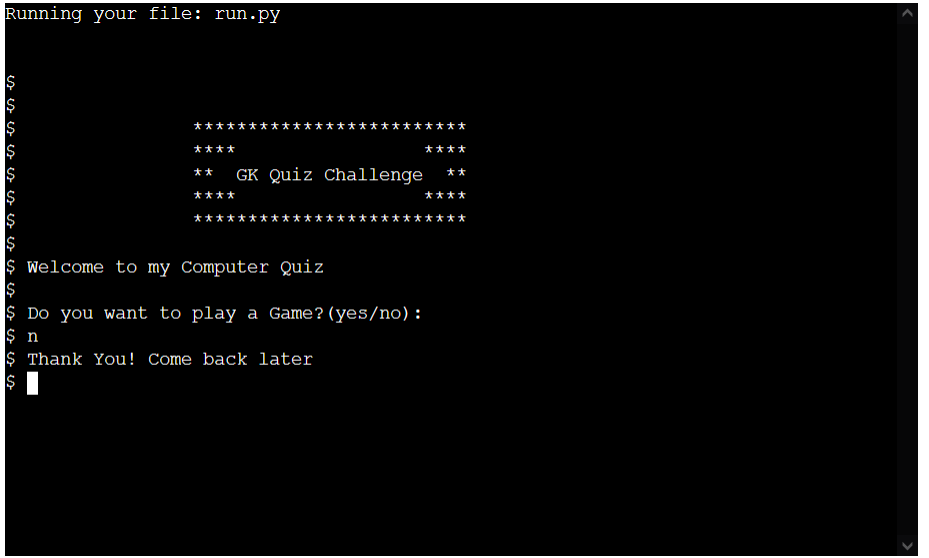 Running your file: run.py
$
$
$ *************************
$ **** ****
$ ** GK Quiz Challenge **
$ **** ****
$ *************************
$
$ Welcome to my Computer Quiz
$
$ Do you want to play a Game?(yes/no):
$ n
$ Thank You! Come back later
$